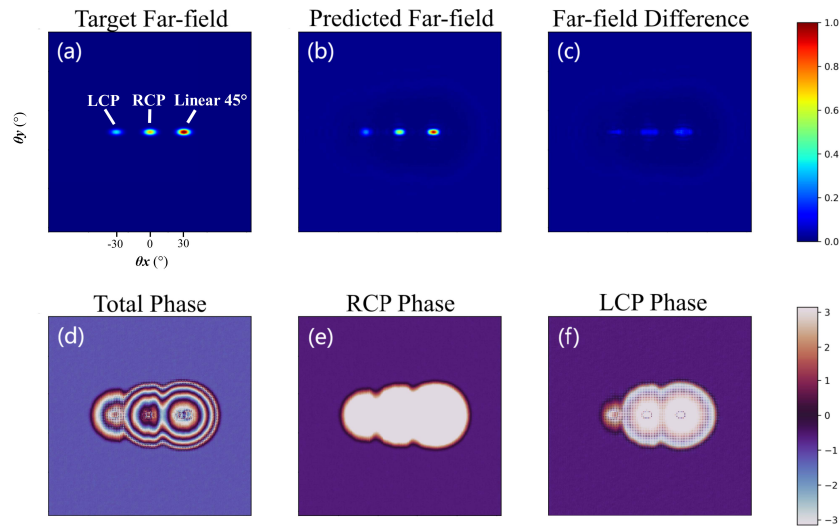 Target Far-field
Predicted Far-field
Far-field Difference
(a)
LCP
RCP
Linear 45°
(b)
(c)
θy (°)
-30
0
30
θx (°)
1.0
0.8
0.6
0.4
0.2
0.0
Total Phase
RCP Phase
LCP Phase
(d)
(e)
(f)
3
2
1
0
−1
−2
−3